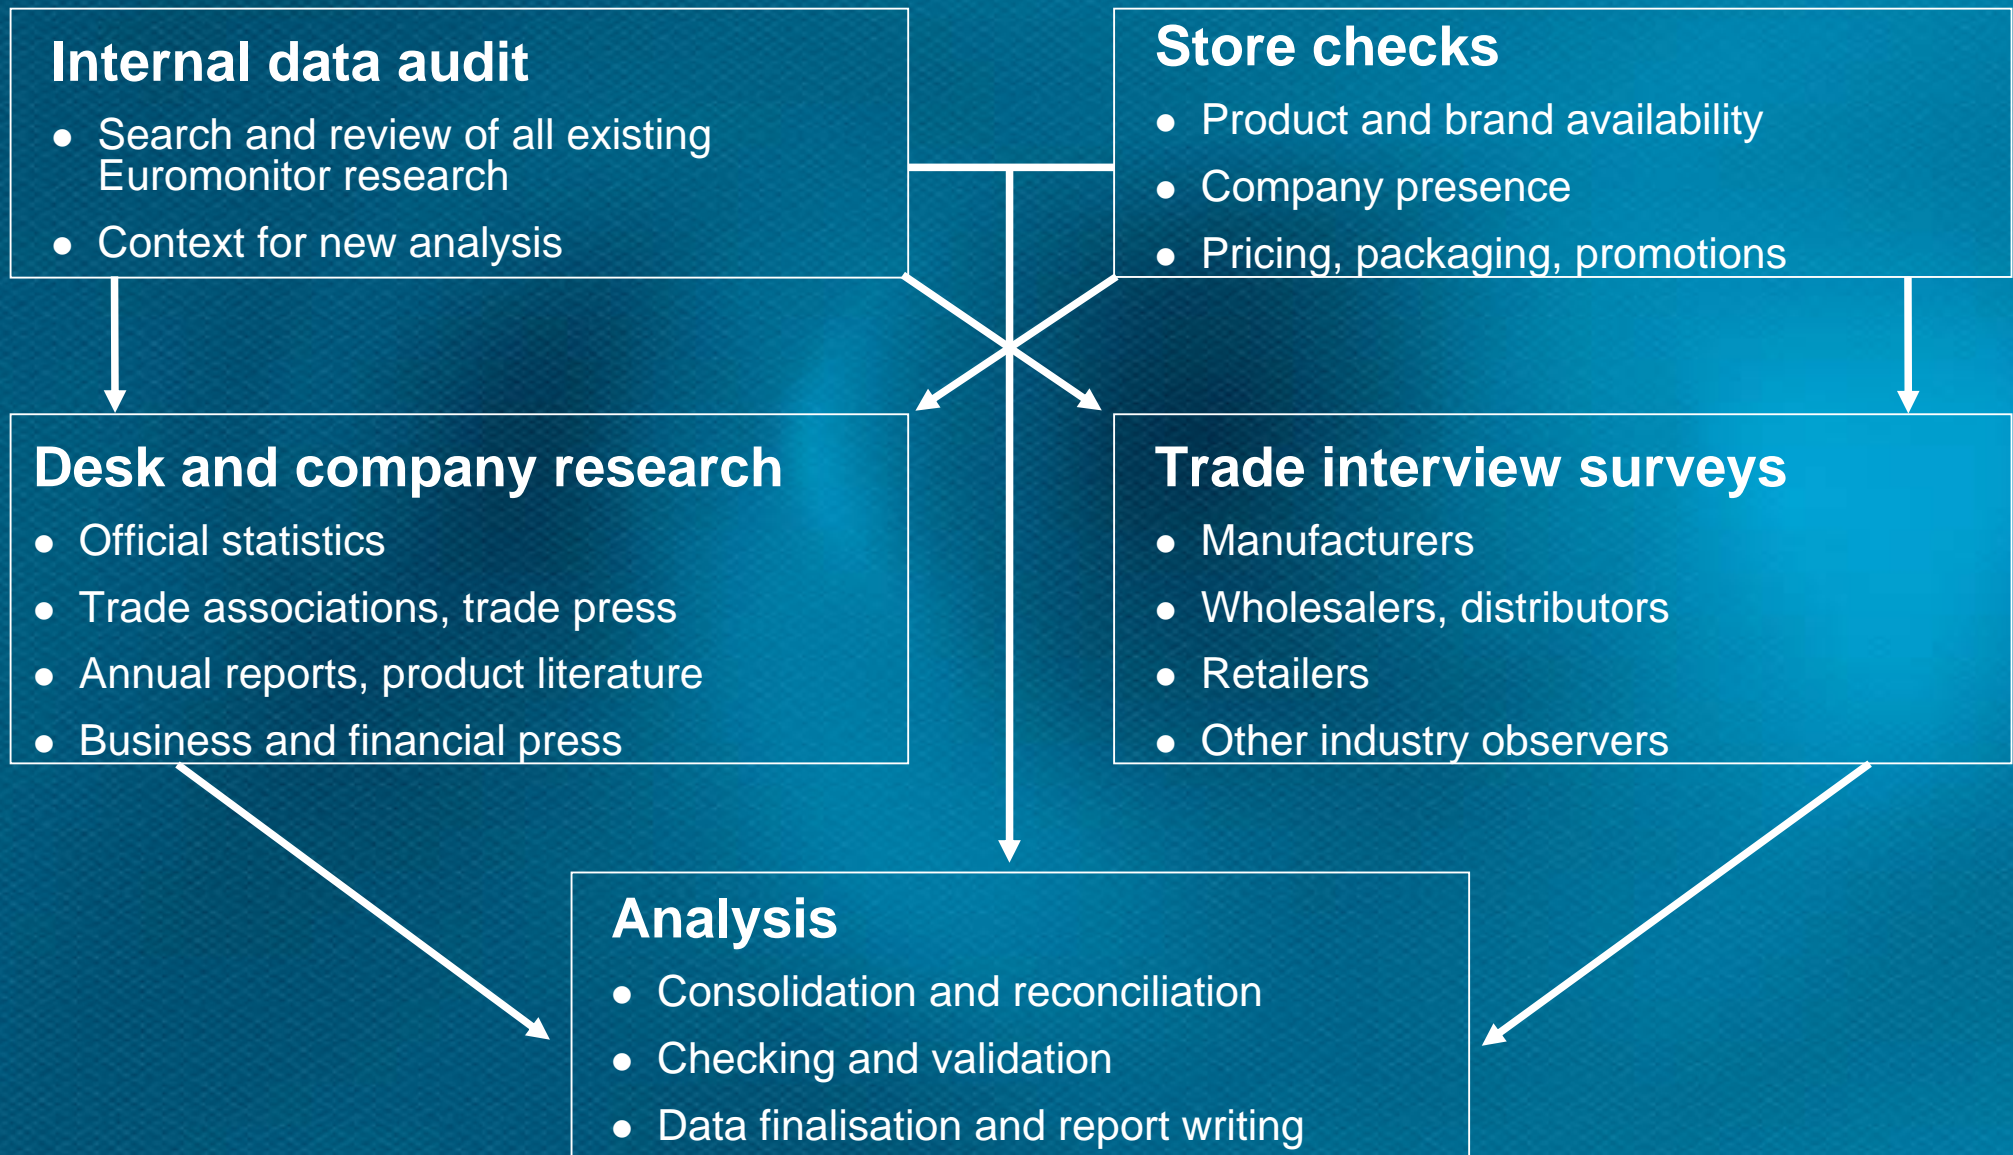 Internal data audit
● Search and review of all existing
Euromonitor research
● Context for new analysis
Store checks
● Product and brand availability
● Company presence
● Pricing, packaging, promotions
Desk and company research
● Official statistics
● Trade associations, trade press
● Annual reports, product literature
● Business and financial press
Trade interview surveys
● Manufacturers
● Wholesalers, distributors
● Retailers
● Other industry observers
Analysis
● Consolidation and reconciliation
● Checking and validation
● Data finalisation and report writing